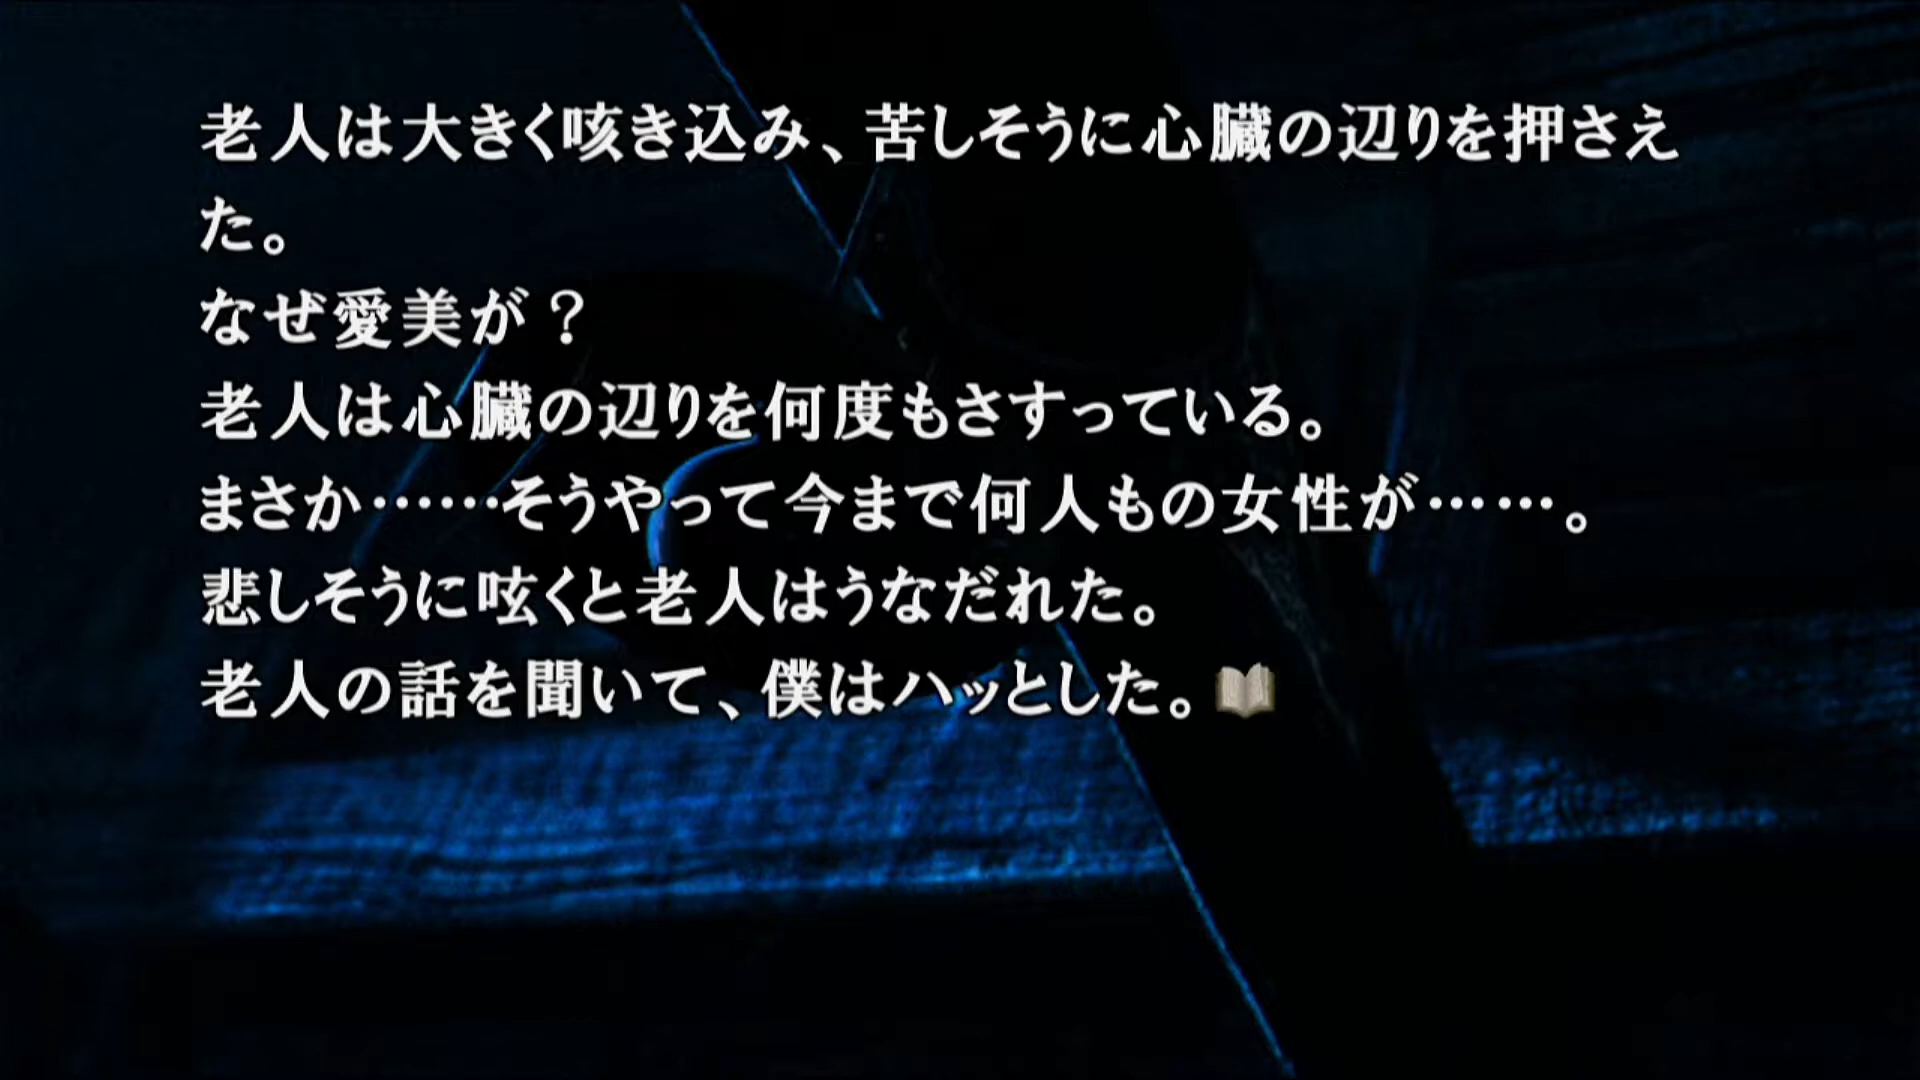 老人は大きく咳き込み、苦しそうに心臓の辺りを押さえ
た。
なぜ愛美が？
老人は心臓の辺りを何度もさすっている。
まさか……そうやって今まで何人もの女性が……。
悲しそうに呟くと老人はうなだれた。
老人の話を聞いて、僕はハッとした。